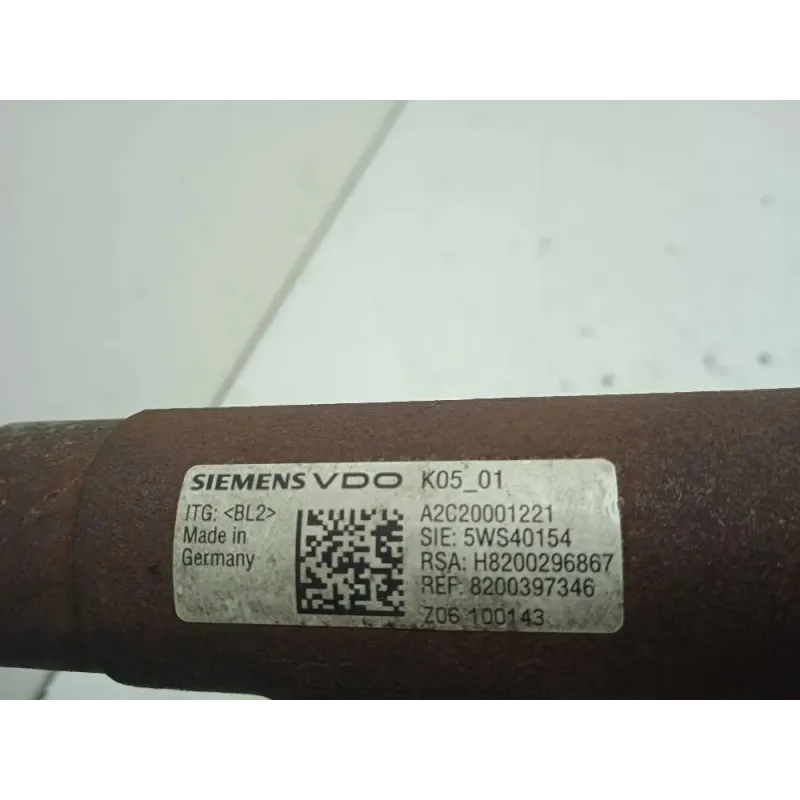 SIEMENS VDO K05_01
ITG: <BL2> A2C20001221
Made in SIE: 5WS40154
Germany RSA: H8200296867
REF: 8200397346
Z06 100143